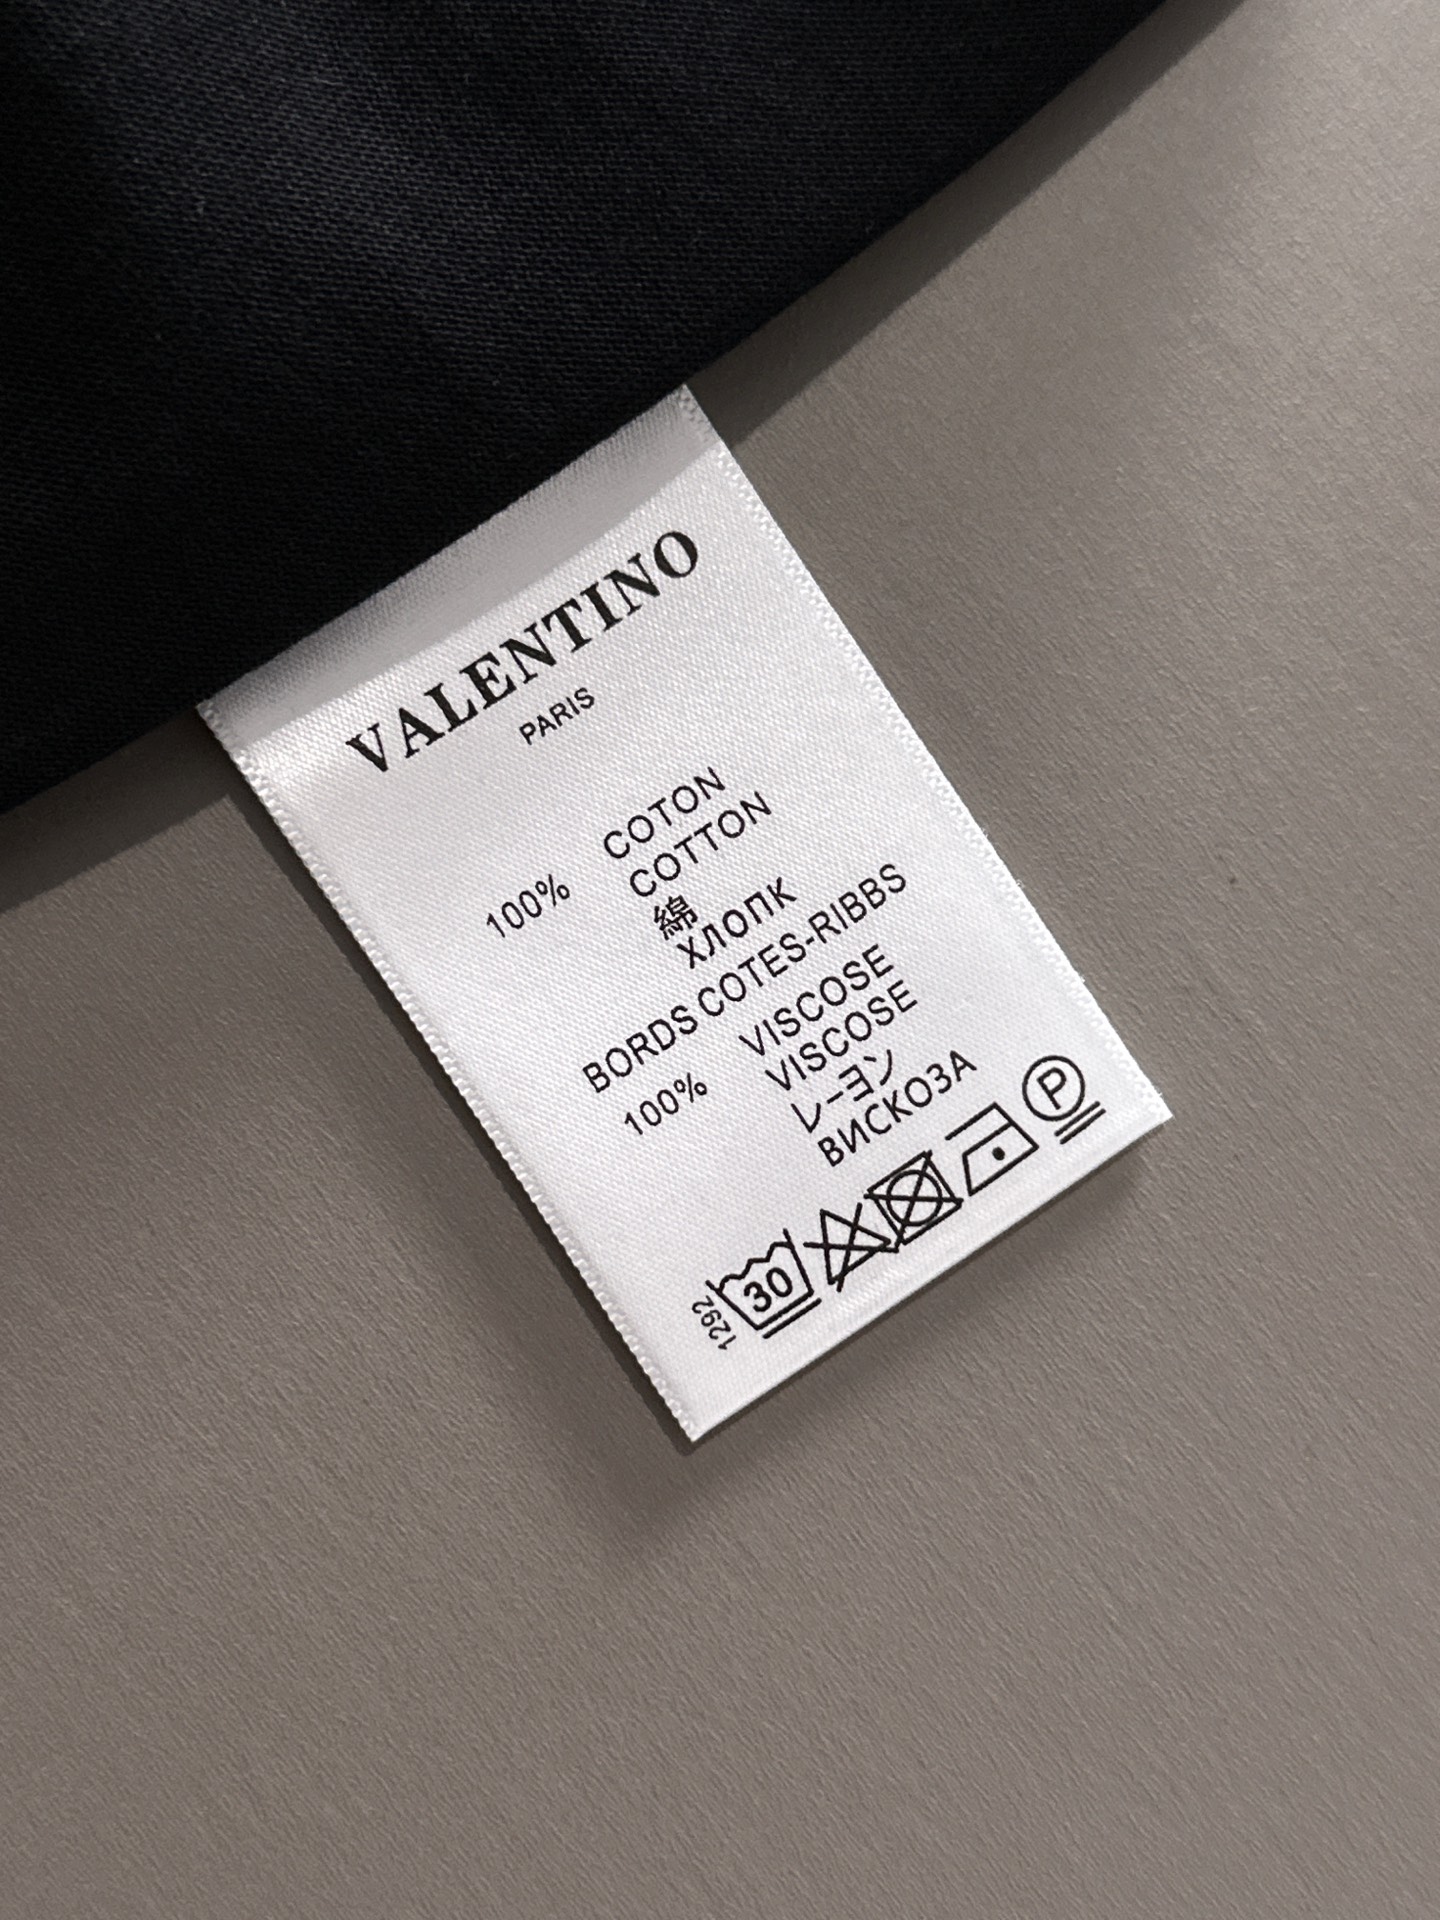 VALENTINO
PARIS
100% COTON
COTTON
綿
ХЛОПК
BORDS COTES-RIBBS
100% VISCOSE
VISCOSE
レーヨン
ВИСКОЗА
1292
30
P